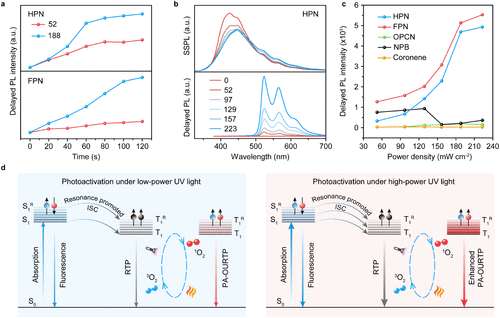 a
HPN
52
188
FPN
Delayed PL intensity (a.u.)
0 20 40 60 80 100 120
Time (s)
b
HPN
SSPL (a.u.)
Delayed PL (a.u.)
0
52
97
129
157
223
400 500 600 700
Wavelength (nm)
c
Delayed PL intensity (×10⁵)
6
5
4
3
2
1
0
HPN
FPN
OPCN
NPB
Coronene
30 60 90 120 150 180 210 240
Power density (mW cm⁻²)
d
Photoactivation under low-power UV light
S₁ᴿ
S₁
Resonance promoted
ISC
T₁ᴿ
T₁
T₁ᴿ
T₁
Absorption
Fluorescence
RTP
³O₂
¹O₂
PA-OURTP
S₀
Photoactivation under high-power UV light
S₁ᴿ
S₁
Resonance promoted
ISC
T₁ᴿ
T₁
Absorption
Fluorescence
RTP
³O₂
¹O₂
Enhanced
PA-OURTP
S₀